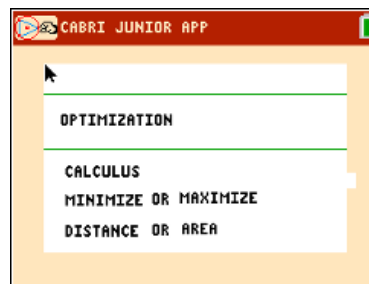 CABRI JUNIOR APP
OPTIMIZATION
CALCULUS
MINIMIZE OR MAXIMIZE
DISTANCE OR AREA